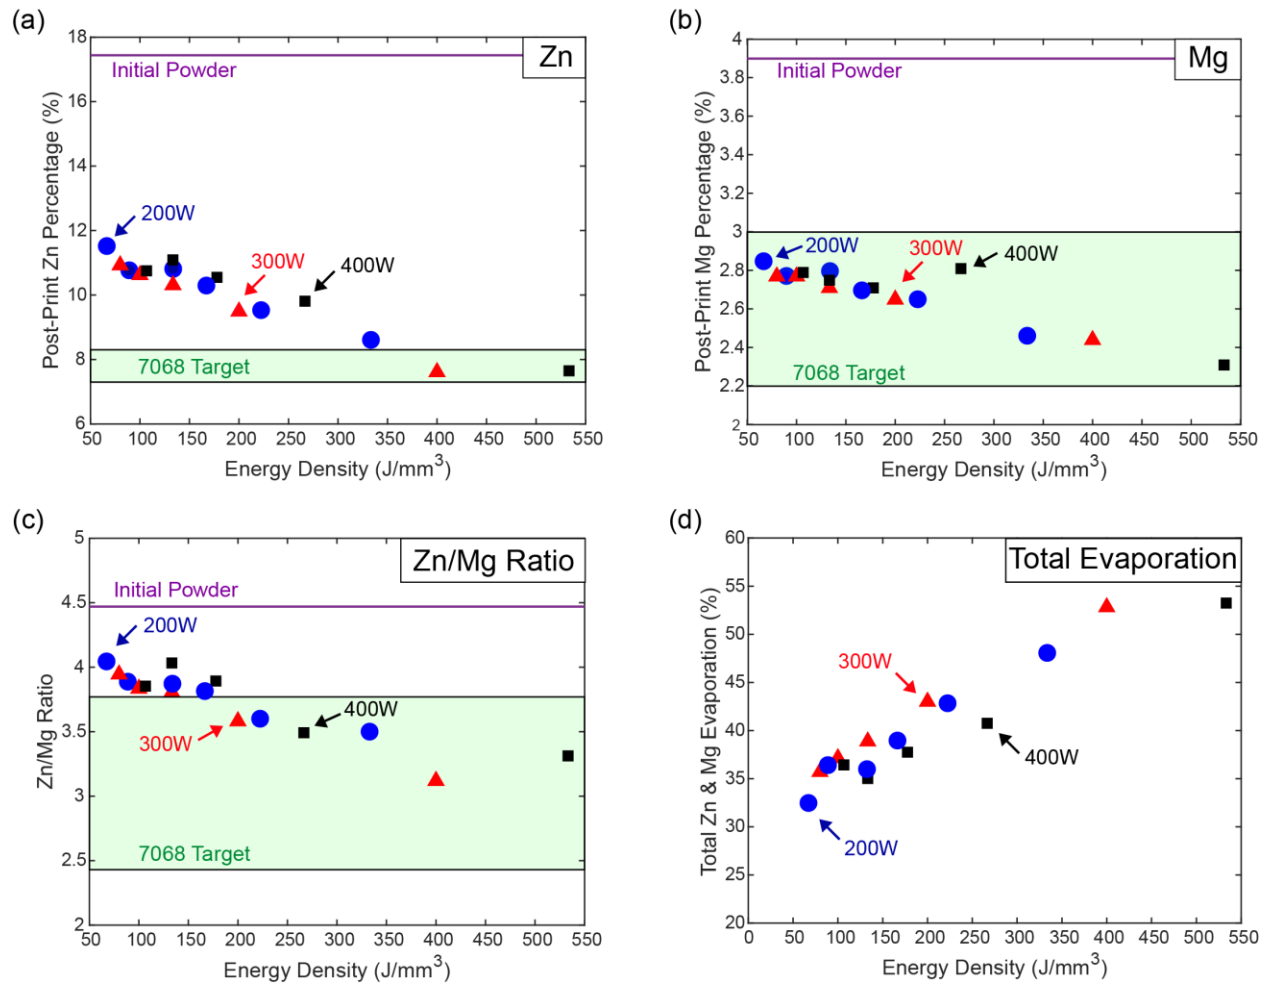 (a)
18
16
14
12
10
8
6
Post-Print Zn Percentage (%)
Zn
Initial Powder
200W
300W
400W
7068 Target
50 100 150 200 250 300 350 400 450 500 550
Energy Density (J/mm³)
(b)
4
3.8
3.6
3.4
3.2
3
2.8
2.6
2.4
2.2
2
Post-Print Mg Percentage (%)
Mg
Initial Powder
200W
300W
400W
7068 Target
50 100 150 200 250 300 350 400 450 500 550
Energy Density (J/mm³)
(c)
5
4.5
4
3.5
3
2.5
2
Zn/Mg Ratio
Zn/Mg Ratio
Initial Powder
200W
400W
300W
7068 Target
50 100 150 200 250 300 350 400 450 500 550
Energy Density (J/mm³)
(d)
60
55
50
45
40
35
30
25
20
Total Zn & Mg Evaporation (%)
Total Evaporation
300W
400W
200W
0 50 100 150 200 250 300 350 400 450 500 550
Energy Density (J/mm³)